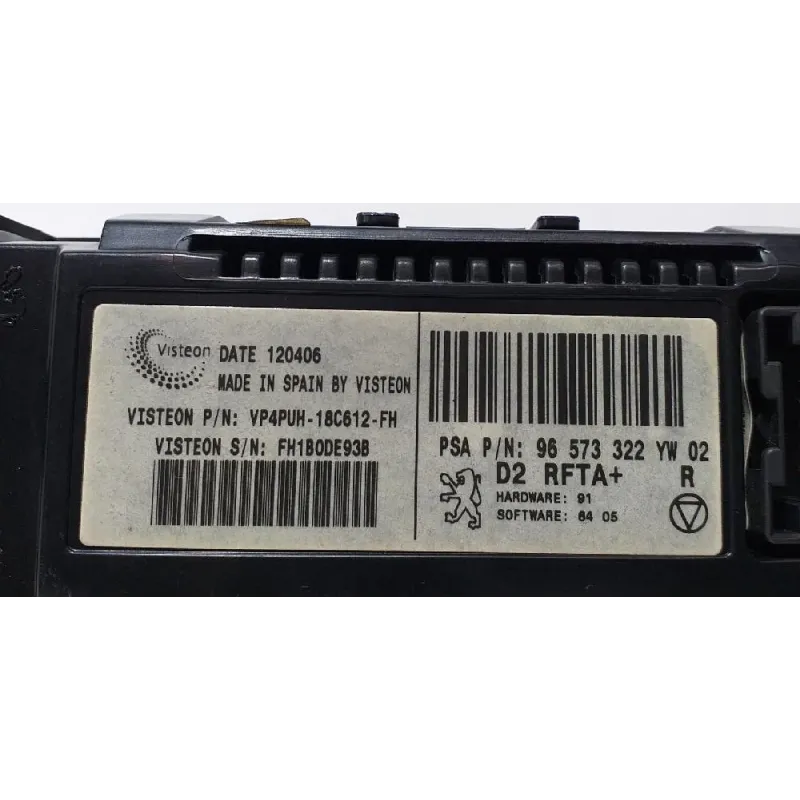 Visteon
DATE 120406
MADE IN SPAIN BY VISTEON
VISTEON P/N: VP4PUH-18C612-FH
VISTEON S/N: FH1B0DE93B
PSA P/N: 96 573 322 YW 02
D2 RFTA+ R
HARDWARE: 91
SOFTWARE: 64 05